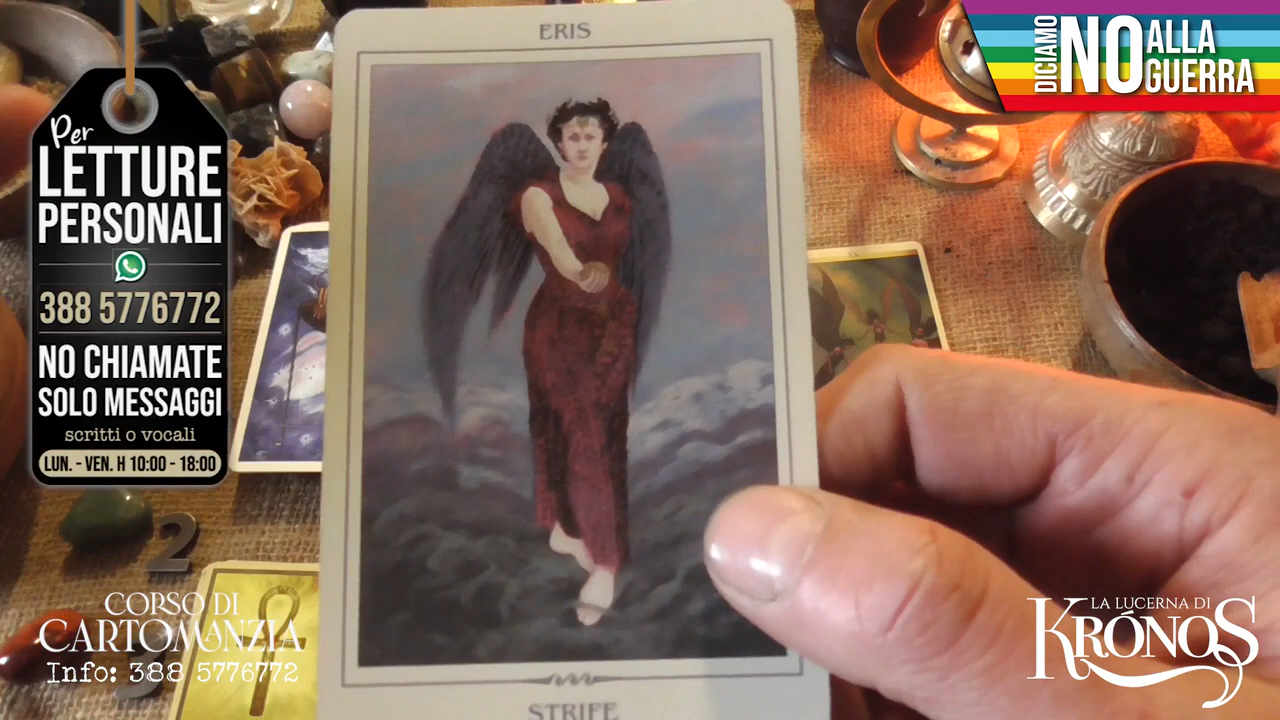 ERIS
STRIFE
Per
LETTURE
PERSONALI
388 5776772
NO CHIAMATE
SOLO MESSAGGI
scritti o vocali
LUN. - VEN. H 10:00 - 18:00
DICIAMO
NO ALLA
GUERRA
2
CORSO DI
CARTOMANZIA
Info: 388 5776772
LA LUCERNA DI
KRÓNOS